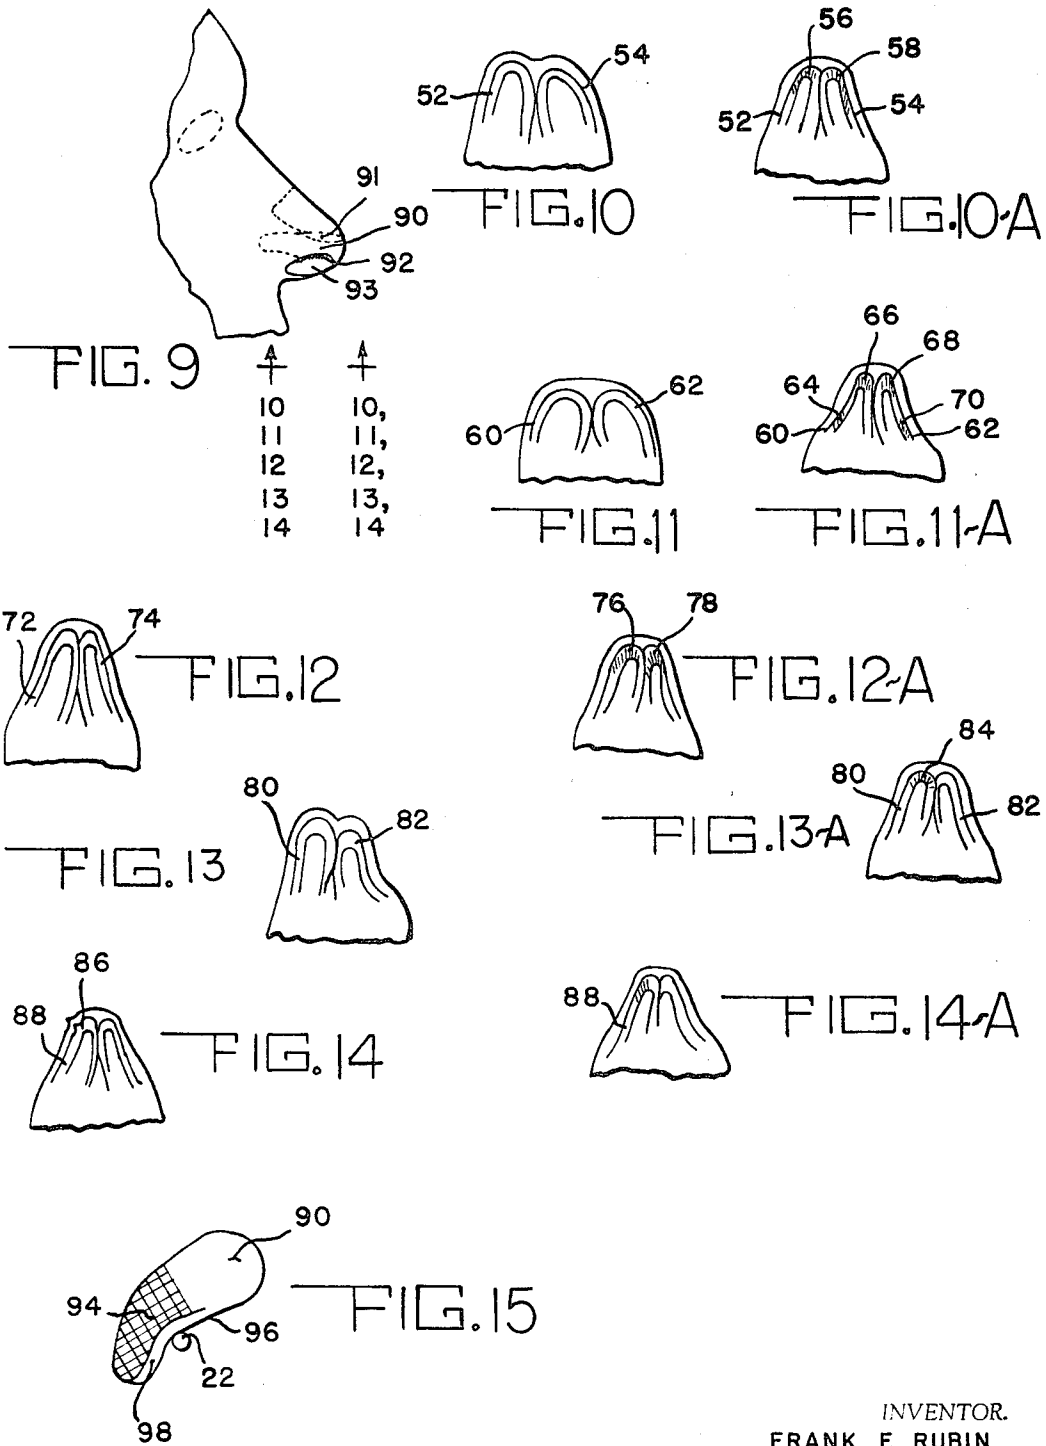 91
90
92
93
FIG. 9
10 10,
11 11,
12 12,
13 13,
14 14
52
54
FIG.10
56
58
52
54
FIG.10-A
60
62
FIG.11
66
68
64
70
60
62
FIG.11-A
72
74
FIG.12
76
78
FIG.12-A
80
82
FIG.13
84
80
82
FIG.13-A
86
88
FIG.14
88
FIG.14-A
90
94
96
22
98
FIG.15
INVENTOR.
FRANK F. RUBIN